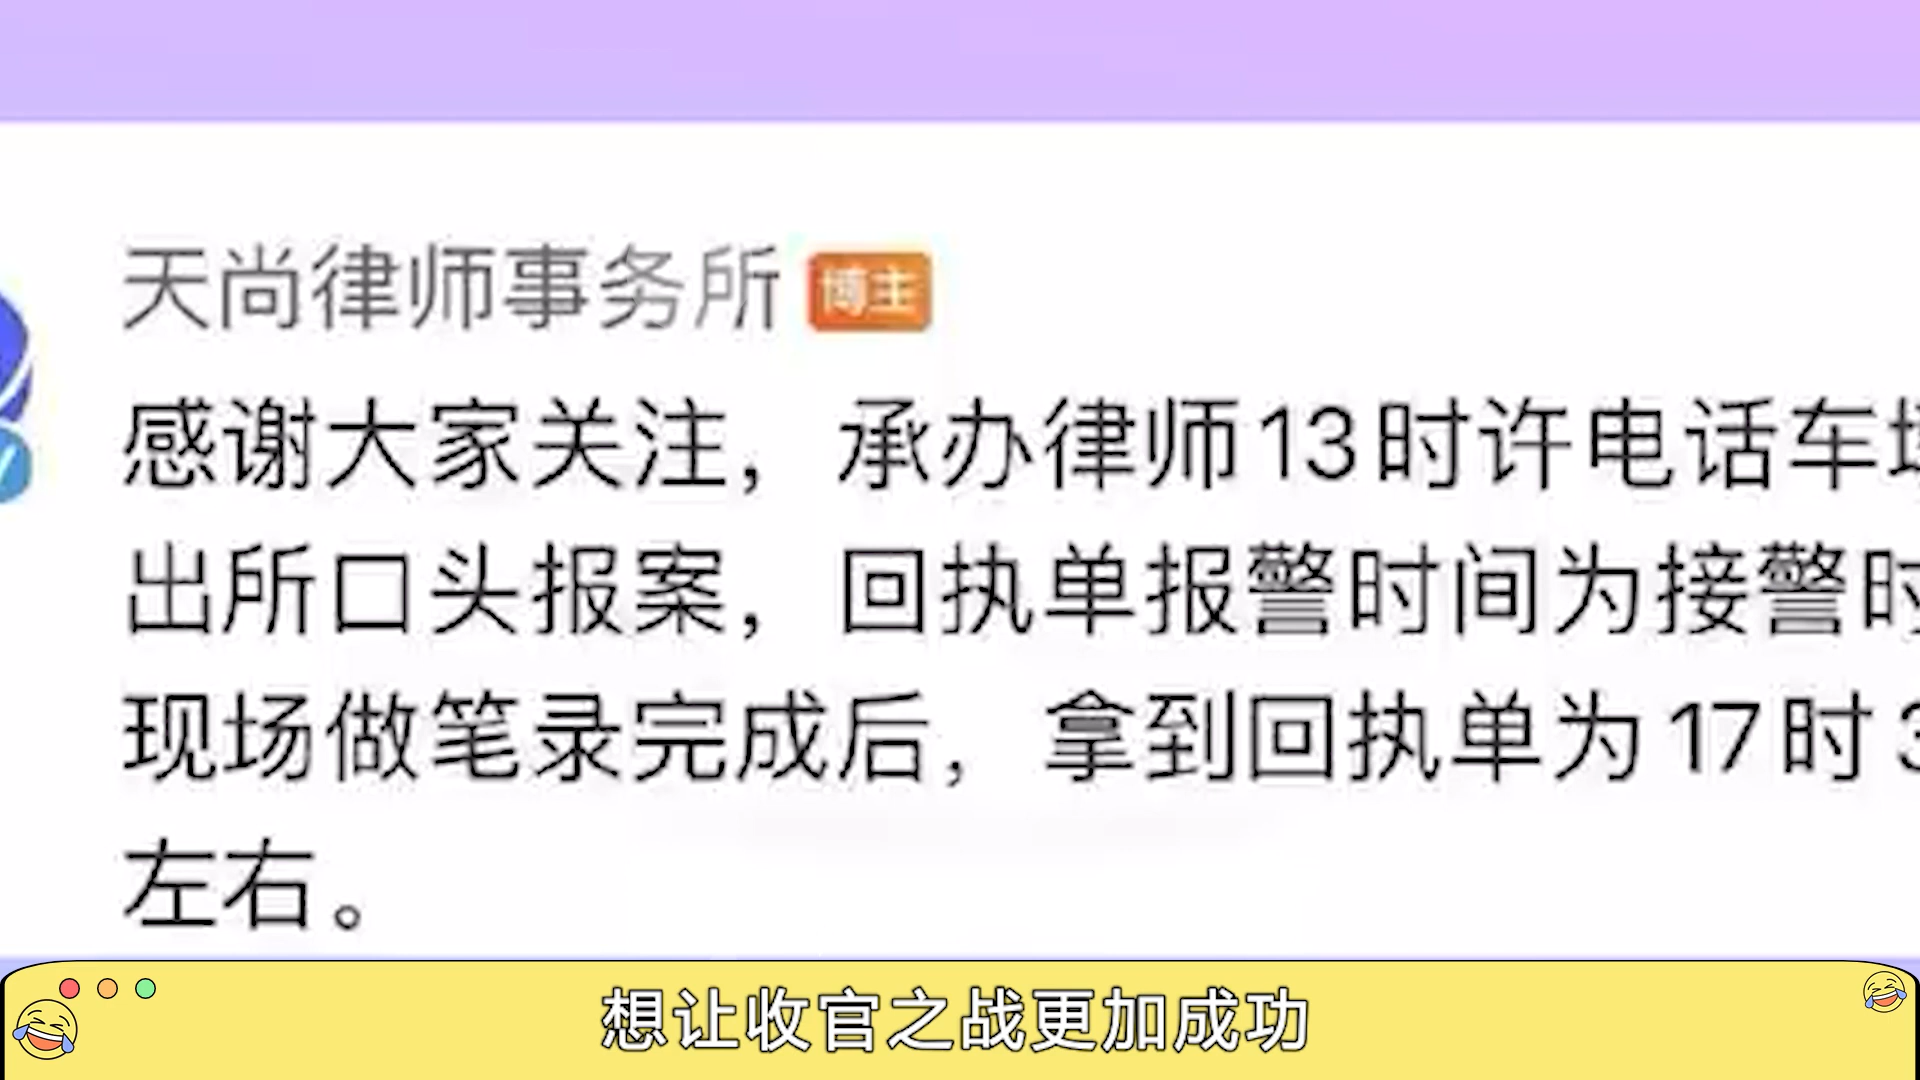 天尚律师事务所 博主
感谢大家关注，承办律师13时许电话车
出所口头报案，回执单报警时间为接警时
现场做笔录完成后，拿到回执单为17时
左右。
想让收官之战更加成功